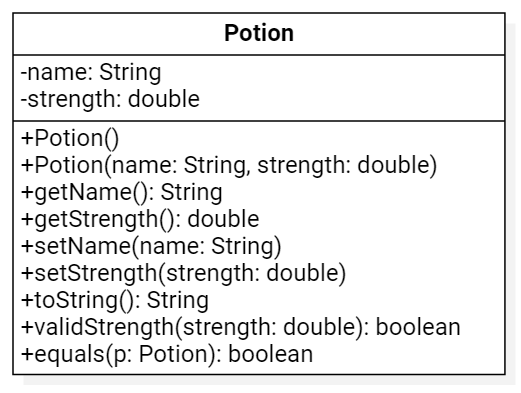 Potion
-name: String
-strength: double
+Potion()
+Potion(name: String, strength: double)
+getName(): String
+getStrength(): double
+setName(name: String)
+setStrength(strength: double)
+toString(): String
+validStrength(strength: double): boolean
+equals(p: Potion): boolean